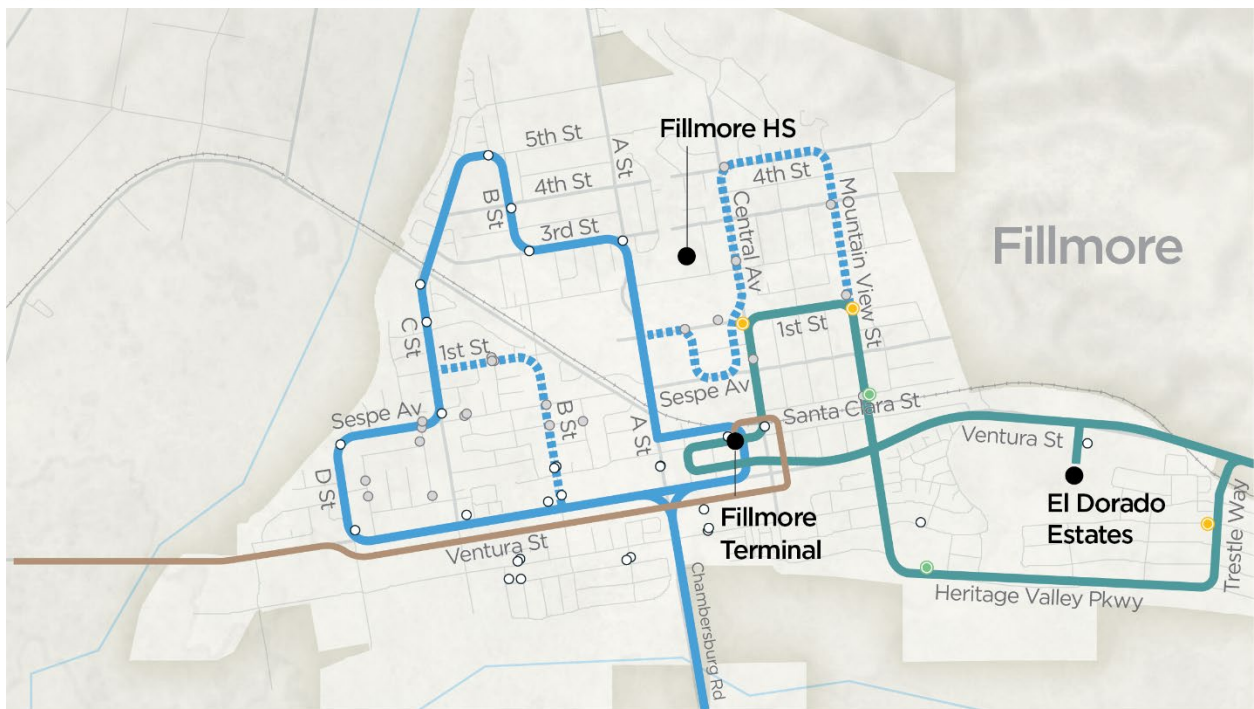 Fillmore HS
5th St
A St
4th St
4th St
B St
3rd St
Central Av
Mountain View St
Fillmore
C St
1st St
1st St
Sespe Av
Sespe Av
B St
A St
Santa Clara St
Ventura St
D St
El Dorado
Estates
Fillmore
Terminal
Trestle Way
Ventura St
Chambersburg Rd
Heritage Valley Pkwy